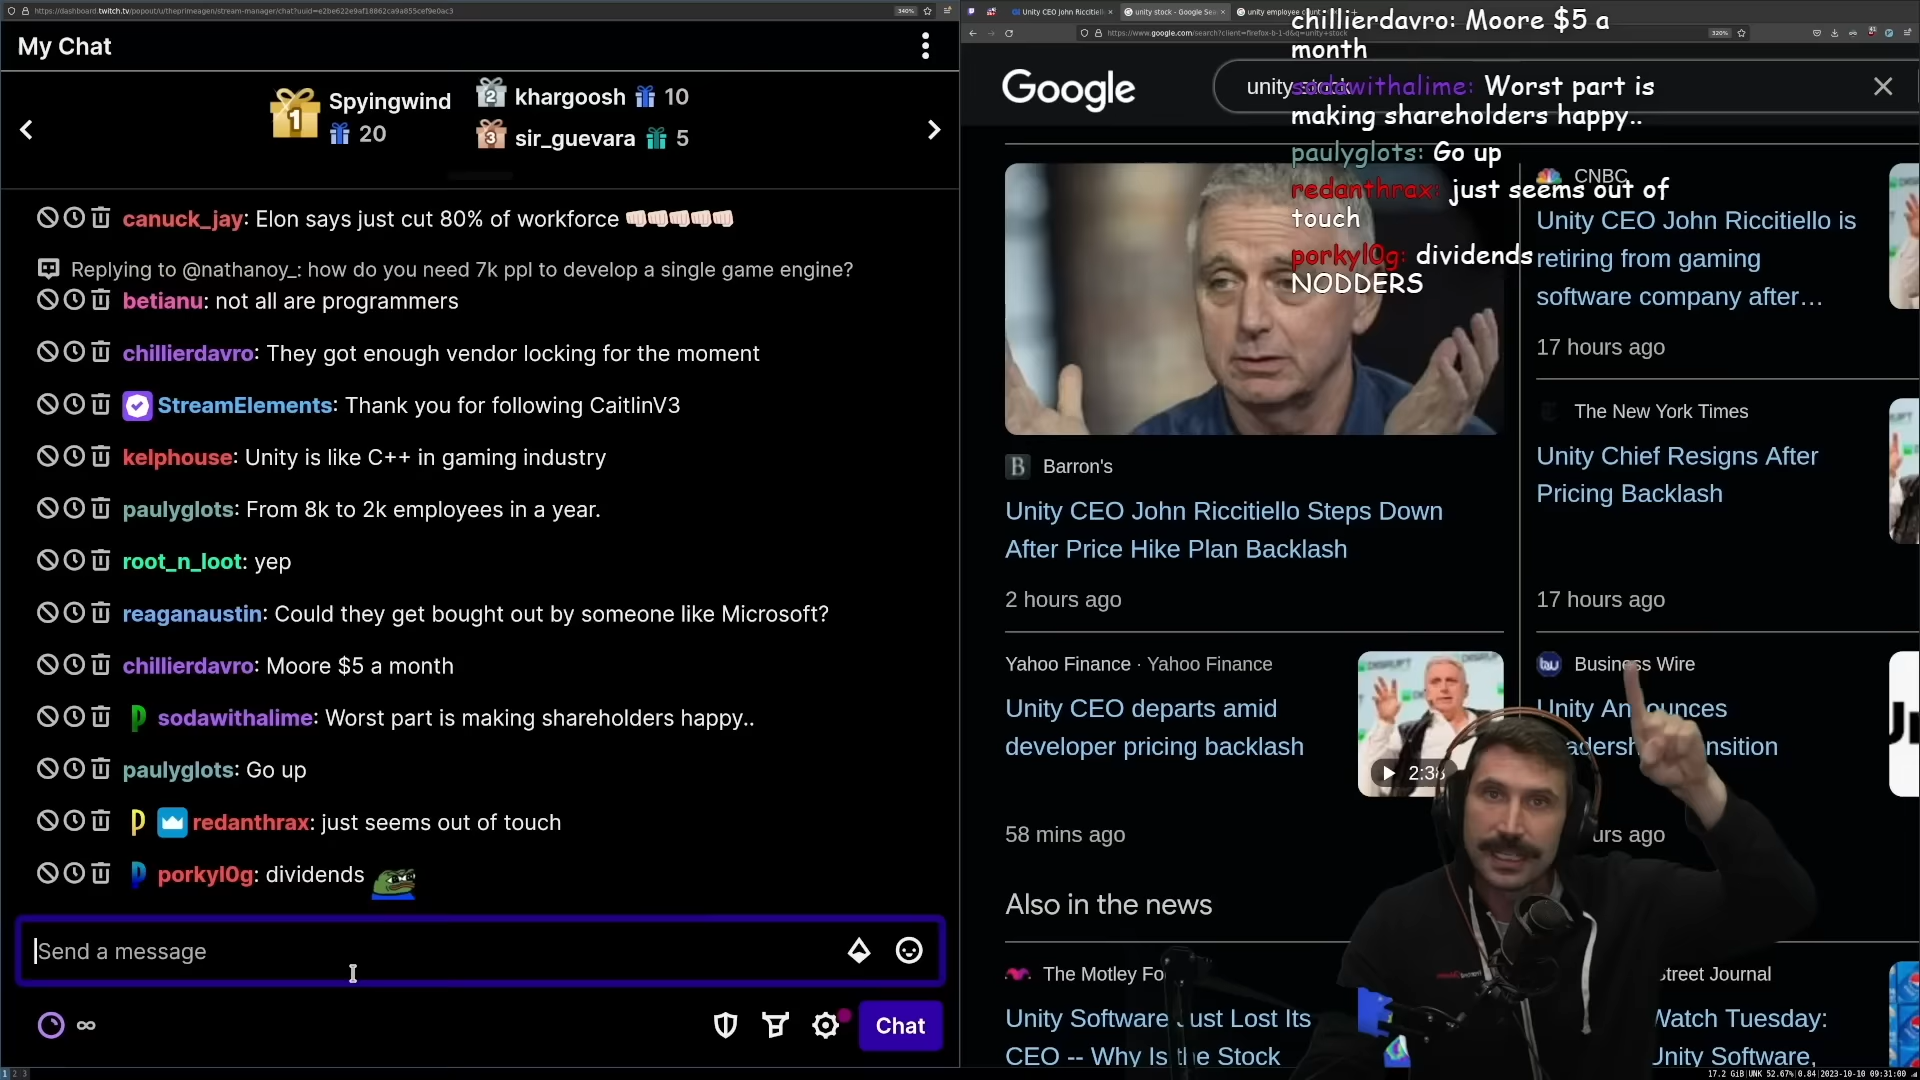 https://dashboard.twitch.tv/popout/u/theprimeagen/stream-manager/chat?uuid=e2be622e9af18862ca9a855cef9e0ac3
340%
My Chat
Spyingwind
20
khargoosh 10
sir_guevara 5
canuck_jay: Elon says just cut 80% of workforce
Replying to @nathanoy_: how do you need 7k ppl to develop a single game engine?
betianu: not all are programmers
chillierdavro: They got enough vendor locking for the moment
StreamElements: Thank you for following CaitlinV3
kelphouse: Unity is like C++ in gaming industry
paulyglots: From 8k to 2k employees in a year.
root_n_loot: yep
reaganaustin: Could they get bought out by someone like Microsoft?
chillierdavro: Moore $5 a month
sodawithalime: Worst part is making shareholders happy..
paulyglots: Go up
redanthrax: just seems out of touch
porkyl0g: dividends
Send a message
Chat
Unity CEO John Riccitiell
unity stock - Google Sea
unity employee count
https://www.google.com/search?client=firefox-b-1-d&q=unity+stock
320%
Google
unity stock
chillierdavro: Moore $5 a
month
sodawithalime: Worst part is
making shareholders happy..
paulyglots: Go up
redanthrax: just seems out of
touch
porkyl0g: dividends
NODDERS
CNBC
Unity CEO John Riccitiello is
retiring from gaming
software company after…
17 hours ago
The New York Times
Unity Chief Resigns After
Pricing Backlash
17 hours ago
B Barron's
Unity CEO John Riccitiello Steps Down
After Price Hike Plan Backlash
2 hours ago
Yahoo Finance · Yahoo Finance
Unity CEO departs amid
developer pricing backlash
2:38
58 mins ago
bw Business Wire
Unity Announces
Leadership Transition
urs ago
Also in the news
The Motley Fo
Unity Software Just Lost Its
CEO -- Why Is the Stock
Street Journal
Watch Tuesday:
Unity Software,
1 2 3
17.2 GiB|UNK 52.67%|0.84|2023-10-10 09:31:00